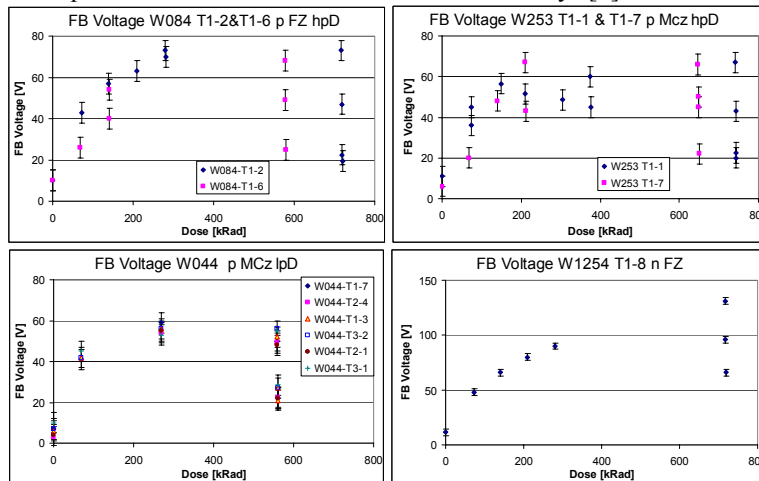 FB Voltage W084 T1-2&T1-6 p FZ hpD
FB Voltage [V]
80
60
40
20
0
0 200 400 600 800
Dose [kRad]
W084-T1-2
W084-T1-6
FB Voltage W253 T1-1 & T1-7 p Mcz hpD
FB Voltage [V]
80
60
40
20
0
0 200 400 600 800
Dose [kRad]
W253 T1-1
W253 T1-7
FB Voltage W044 p MCz lpD
FB Voltage [V]
80
60
40
20
0
0 200 400 600 800
Dose [kRad]
W044-T1-7
W044-T2-4
W044-T1-3
W044-T3-2
W044-T2-1
W044-T3-1
FB Voltage W1254 T1-8 n FZ
FB Voltage [V]
150
100
50
0
0 200 400 600 800
Dose [kRad]